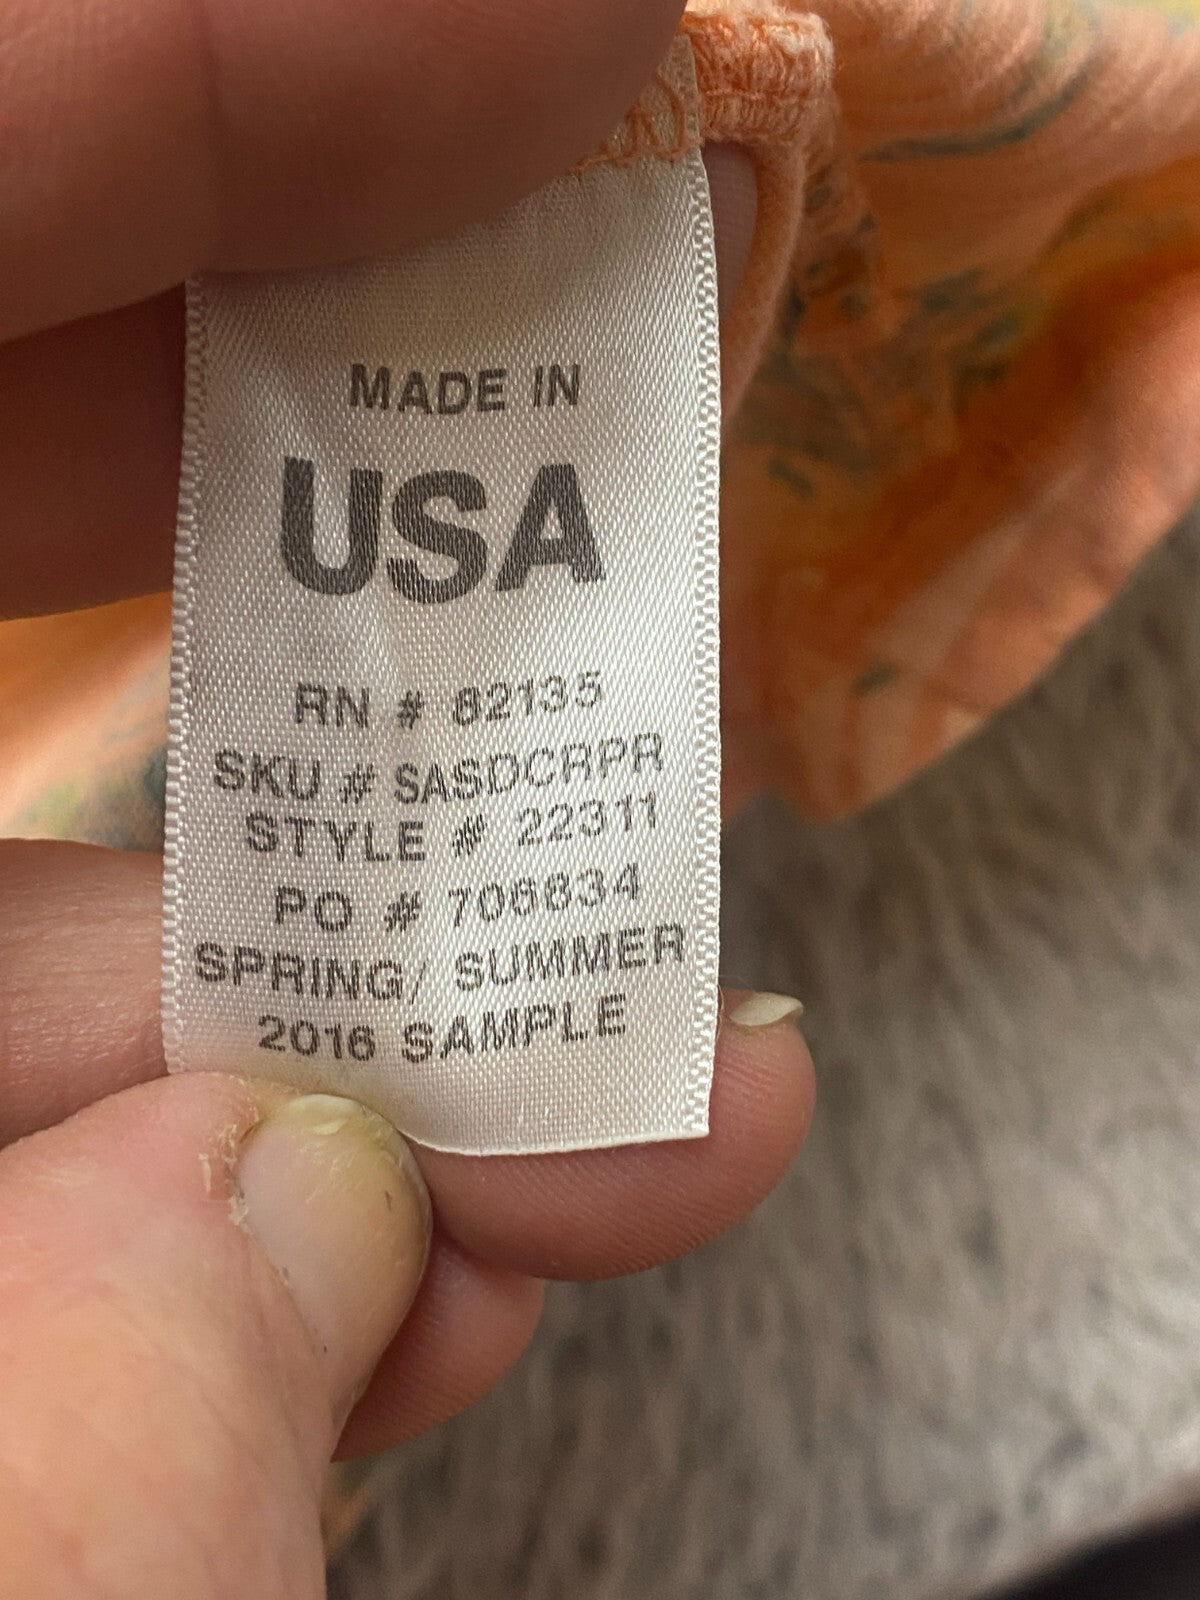 MADE IN
USA
RN # 82135
SKU # SASDCRPR
STYLE # 22311
PO # 706834
SPRING/ SUMMER
2016 SAMPLE